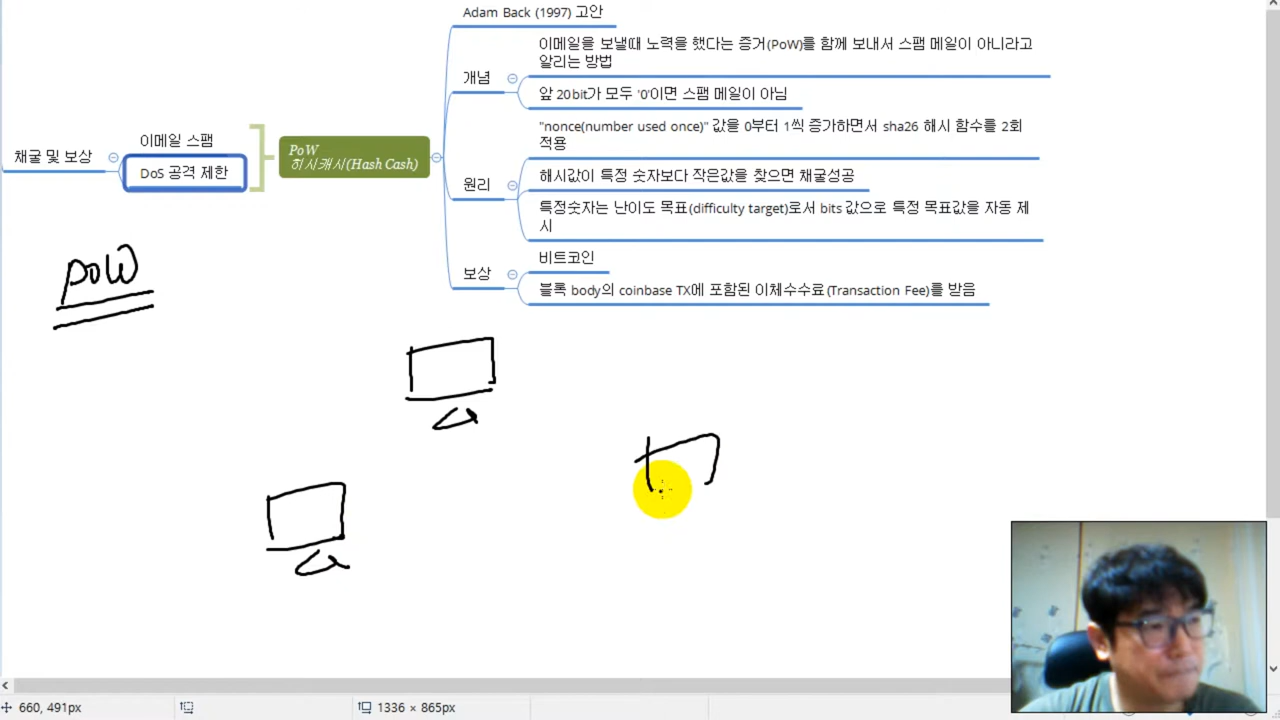 Adam Back (1997) 고안
이메일을 보낼때 노력을 했다는 증거(PoW)를 함께 보내서 스팸 메일이 아니라고
알리는 방법
개념
앞 20bit가 모두 '0'이면 스팸 메일이 아님
"nonce(number used once)" 값을 0부터 1씩 증가하면서 sha26 해시 함수를 2회
적용
이메일 스팸
PoW
해시캐시(Hash Cash)
채굴 및 보상
DoS 공격 제한
원리
해시값이 특정 숫자보다 작은값을 찾으면 채굴성공
특정숫자는 난이도 목표(difficulty target)로서 bits 값으로 특정 목표값을 자동 제
시
보상
비트코인
블록 body의 coinbase TX에 포함된 이체수수료(Transaction Fee)를 받음
PoW
660, 491px
1336 × 865px